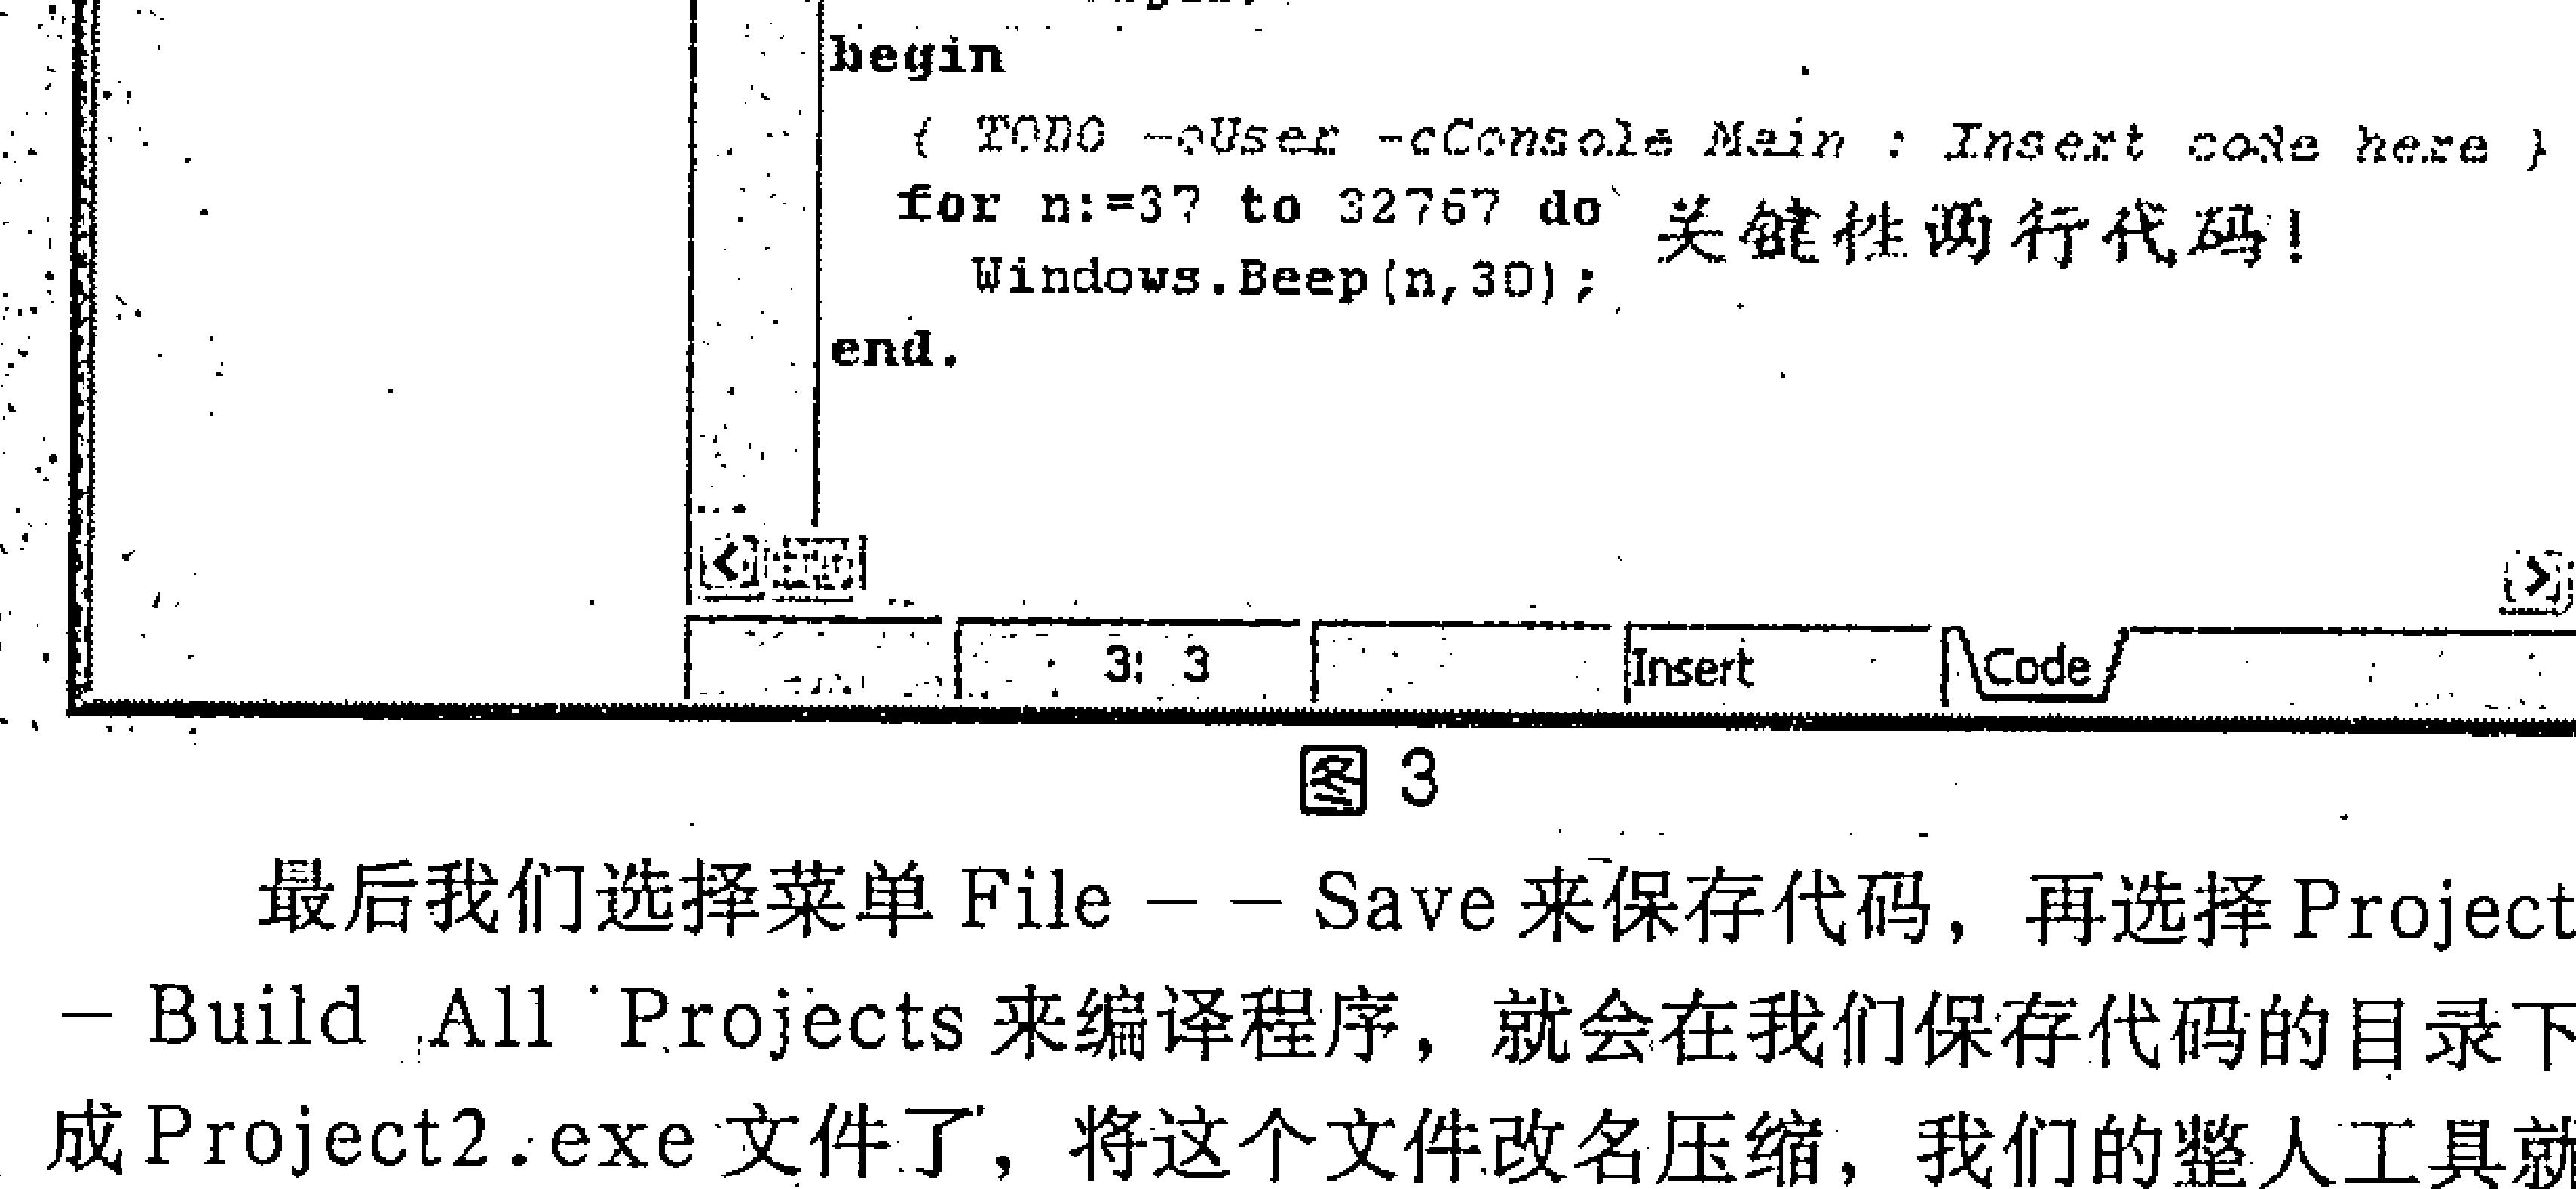 begin
{ TODO -oUser -cConsole Main : Insert code here }
for n:=37 to 32767 do 关键性两行代码!
Windows.Beep(n,30);
end.
3: 3 Insert Code
图 3
最后我们选择菜单 File －－ Save 来保存代码，再选择 Project
－ Build All Projects 来编译程序，就会在我们保存代码的目录下
成 Project2.exe 文件了，将这个文件改名压缩，我们的整人工具就